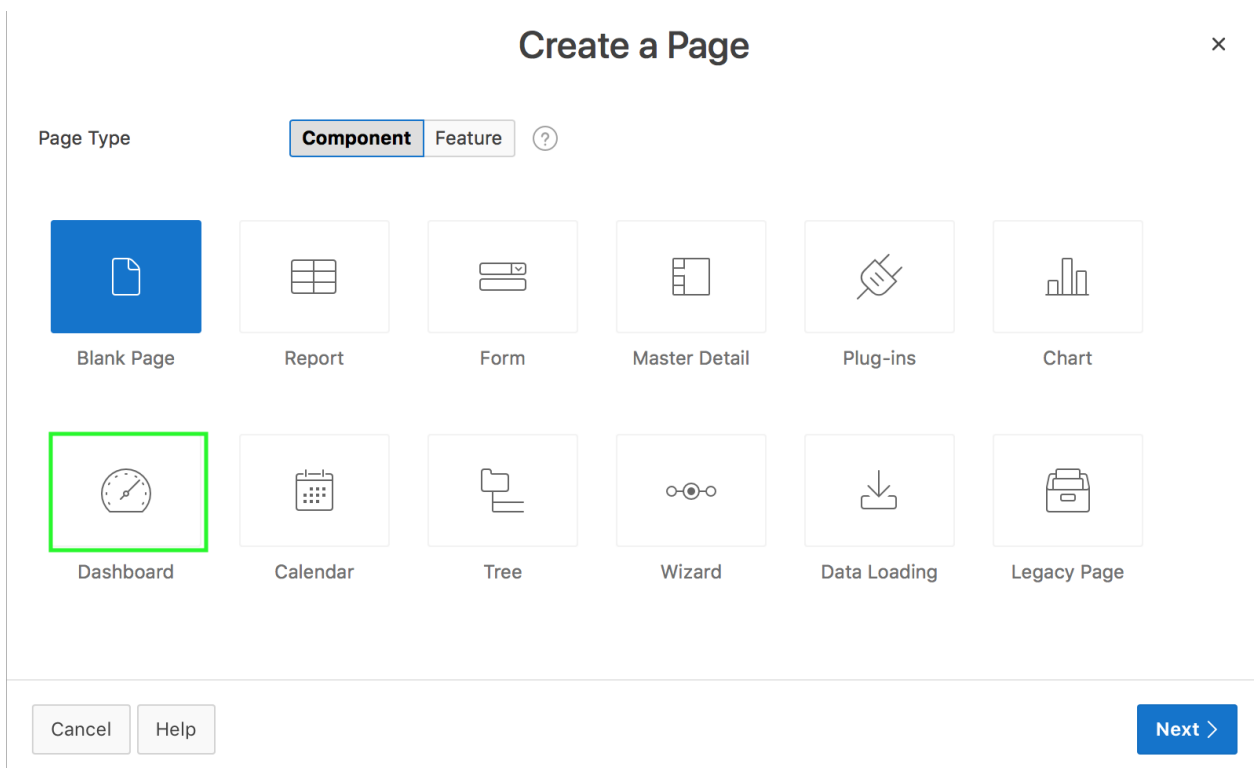 Create a Page
×
Page Type Component Feature ?
Blank Page Report Form Master Detail Plug-ins Chart
Dashboard Calendar Tree Wizard Data Loading Legacy Page
Cancel Help Next >